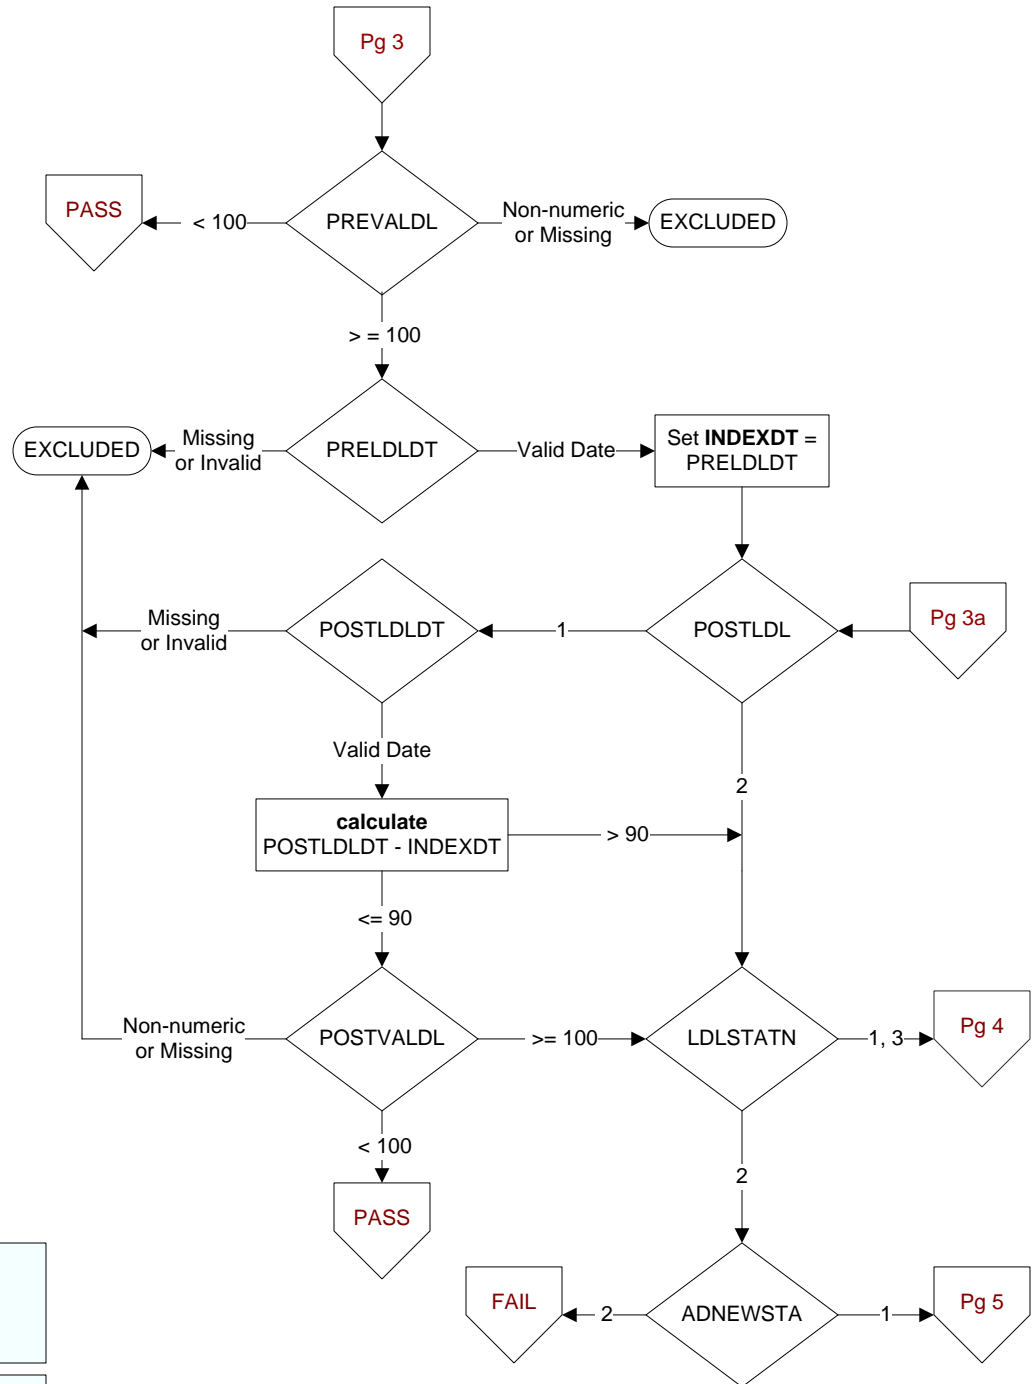 Pg 3
PASS
< 100
PREVALDL
Non-numeric
or Missing
EXCLUDED
> = 100
EXCLUDED
Missing
or Invalid
PRELDLDT
Valid Date
Set INDEXDT =
PRELDLDT
Missing
or Invalid
POSTLDLDT
1
POSTLDL
Pg 3a
Valid Date
2
calculate
POSTLDLDT - INDEXDT
> 90
<= 90
Non-numeric
or Missing
POSTVALDL
>= 100
LDLSTATN
1, 3
Pg 4
< 100
2
PASS
FAIL
2
ADNEWSTA
1
Pg 5